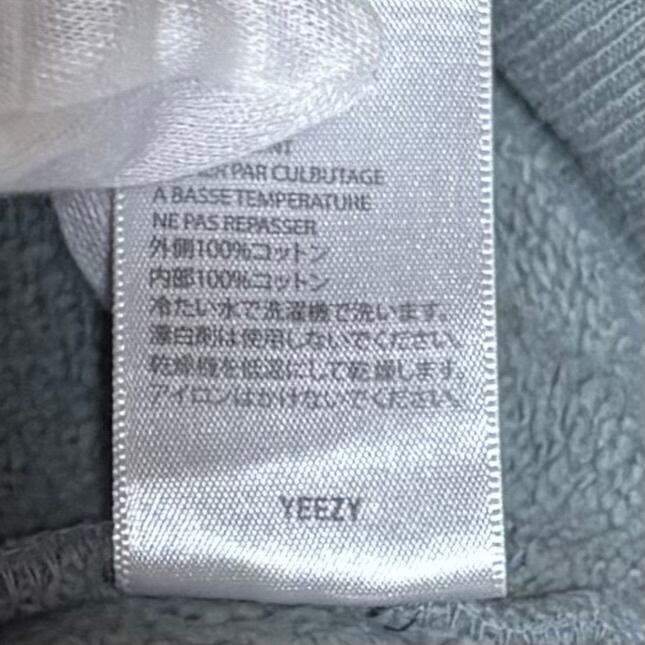 NT
ER PAR CULBUTAGE
A BASSE TEMPERATURE
NE PAS REPASSER
外側100%コットン
内部100%コットン
冷たい水で洗濯機で洗います。
漂白剤は使用しないでください。
乾燥機を低温にして乾燥します。
アイロンはかけないでください。
YEEZY